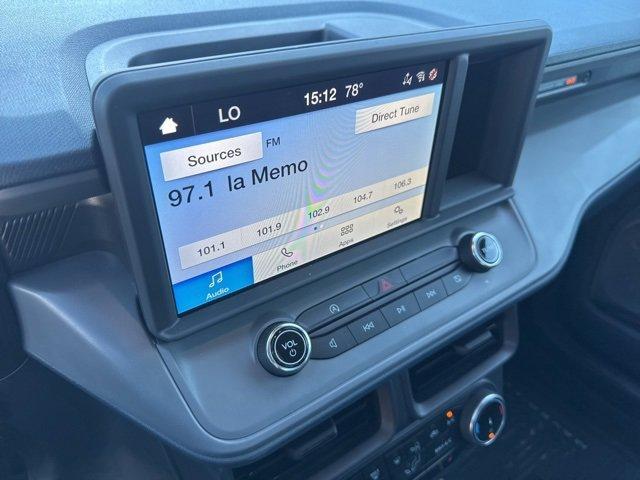 LO 15:12 78°
Sources FM Direct Tune
97.1 la Memo
101.1 101.9 102.9 104.7 106.3
Audio Phone Apps Settings
VOL